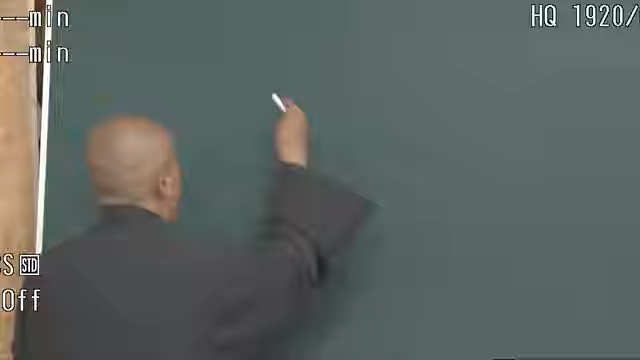 --min
HQ 1920/
--min
S STD
Off